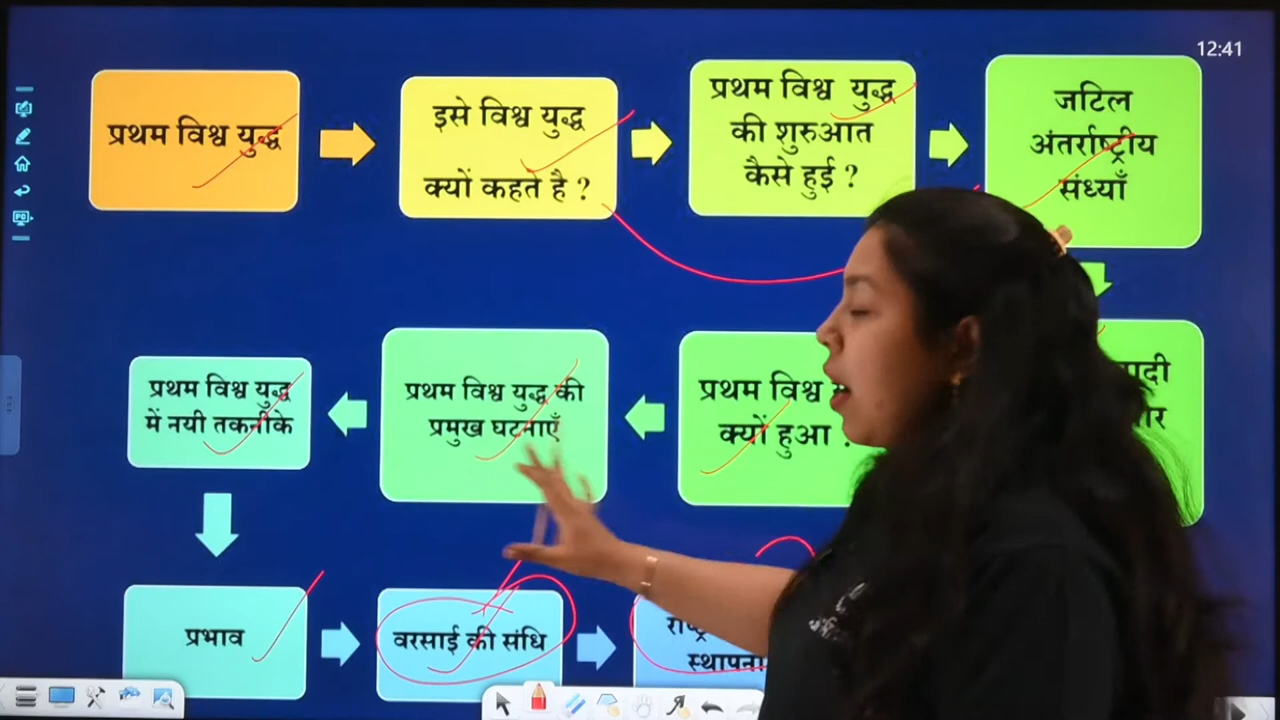 12:41
प्रथम विश्व युद्ध
इसे विश्व युद्ध
क्यों कहते है ?
प्रथम विश्व युद्ध
की शुरुआत
कैसे हुई ?
जटिल
अंतर्राष्ट्रीय
संध्याँ
प्रथम विश्व
क्यों हुआ
प्रथम विश्व युद्ध की
प्रमुख घटनाएँ
प्रथम विश्व युद्ध
में नयी तकनीके
प्रभाव
वरसाई की संधि
स्थापना